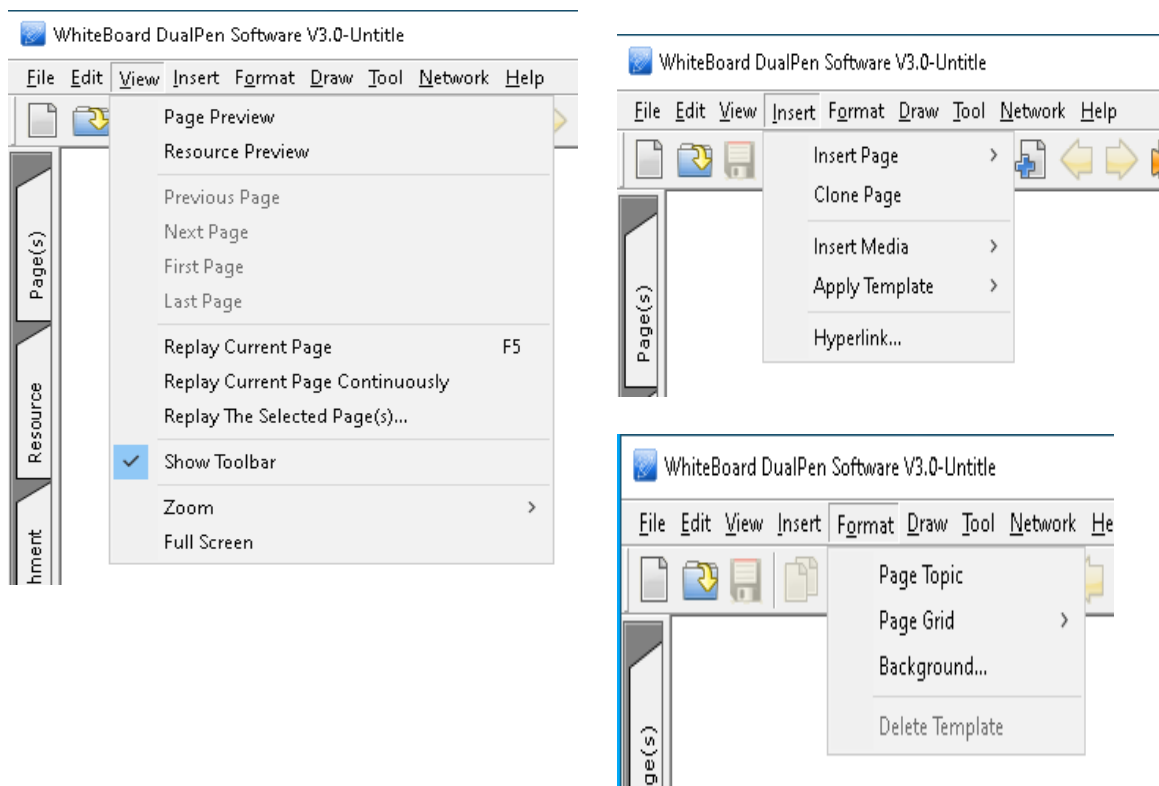 WhiteBoard DualPen Software V3.0-Untitle
File Edit View Insert Format Draw Tool Network Help
Page Preview
Resource Preview
Previous Page
Next Page
First Page
Last Page
Replay Current Page F5
Replay Current Page Continuously
Replay The Selected Page(s)...
Show Toolbar
Zoom
Full Screen
Page(s)
Resource
hment
WhiteBoard DualPen Software V3.0-Untitle
File Edit View Insert Format Draw Tool Network Help
Insert Page
Clone Page
Insert Media
Apply Template
Hyperlink...
Page(s)
WhiteBoard DualPen Software V3.0-Untitle
File Edit View Insert Format Draw Tool Network He
Page Topic
Page Grid
Background...
Delete Template
ge(s)